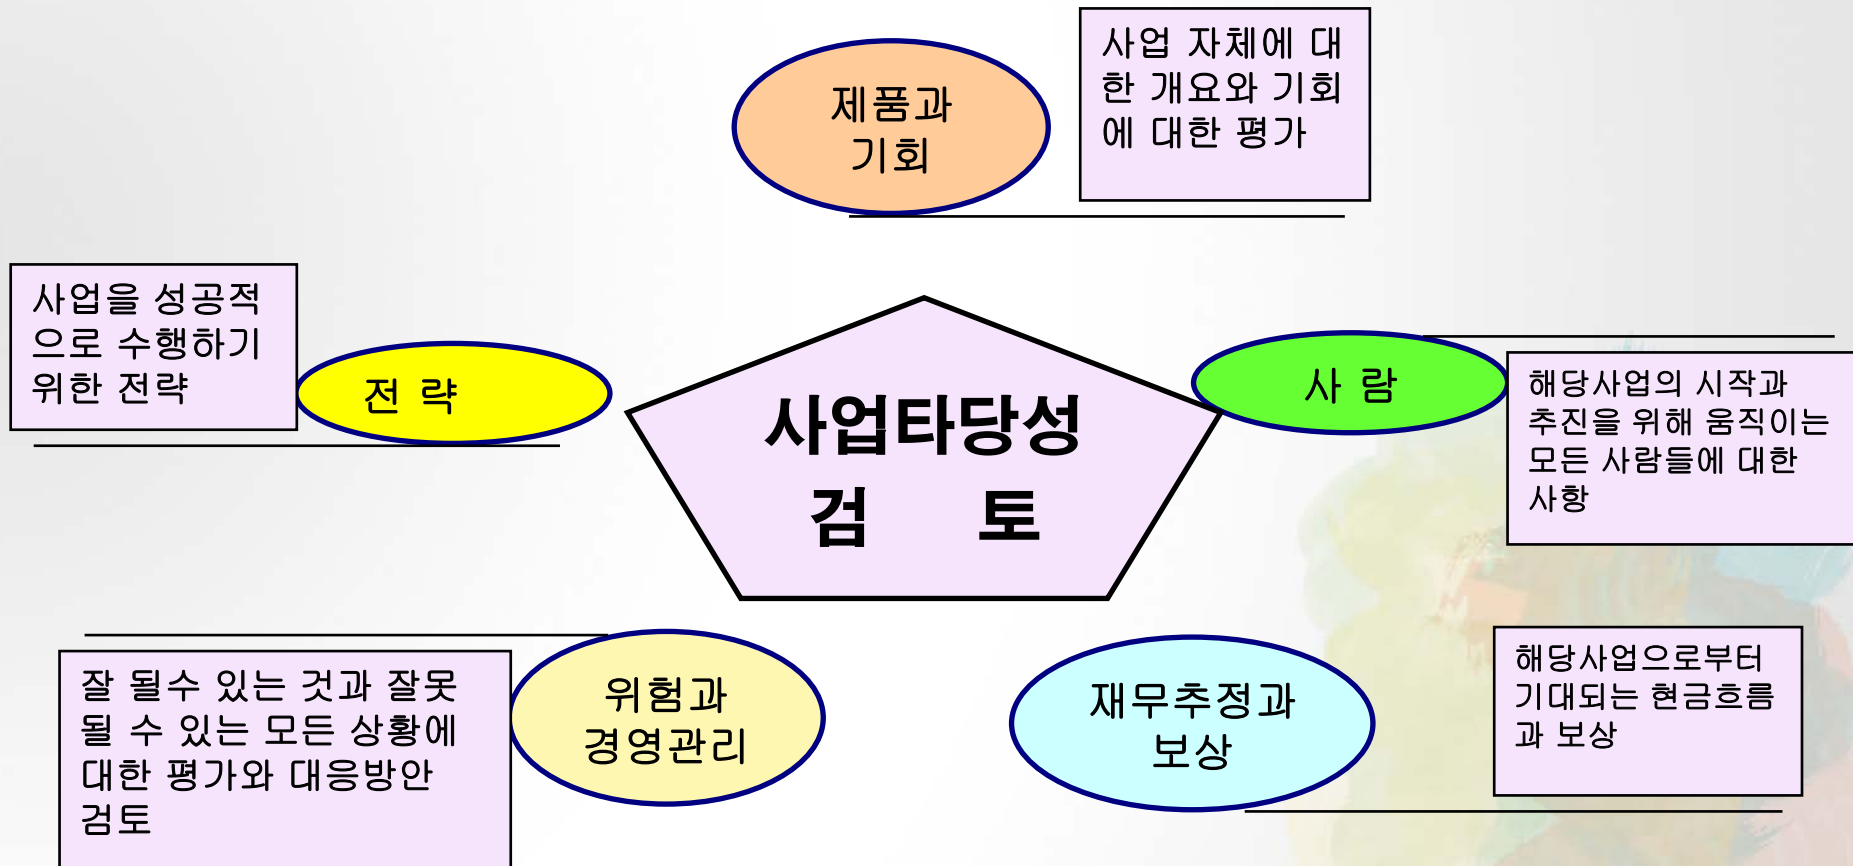 제품과
기회
사업 자체에 대
한 개요와 기회
에 대한 평가
사업을 성공적
으로 수행하기
위한 전략
전 략
사업타당성
검 토
사 람
해당사업의 시작과
추진을 위해 움직이는
모든 사람들에 대한
사항
잘 될수 있는 것과 잘못
될 수 있는 모든 상황에
대한 평가와 대응방안
검토
위험과
경영관리
재무추정과
보상
해당사업으로부터
기대되는 현금흐름
과 보상